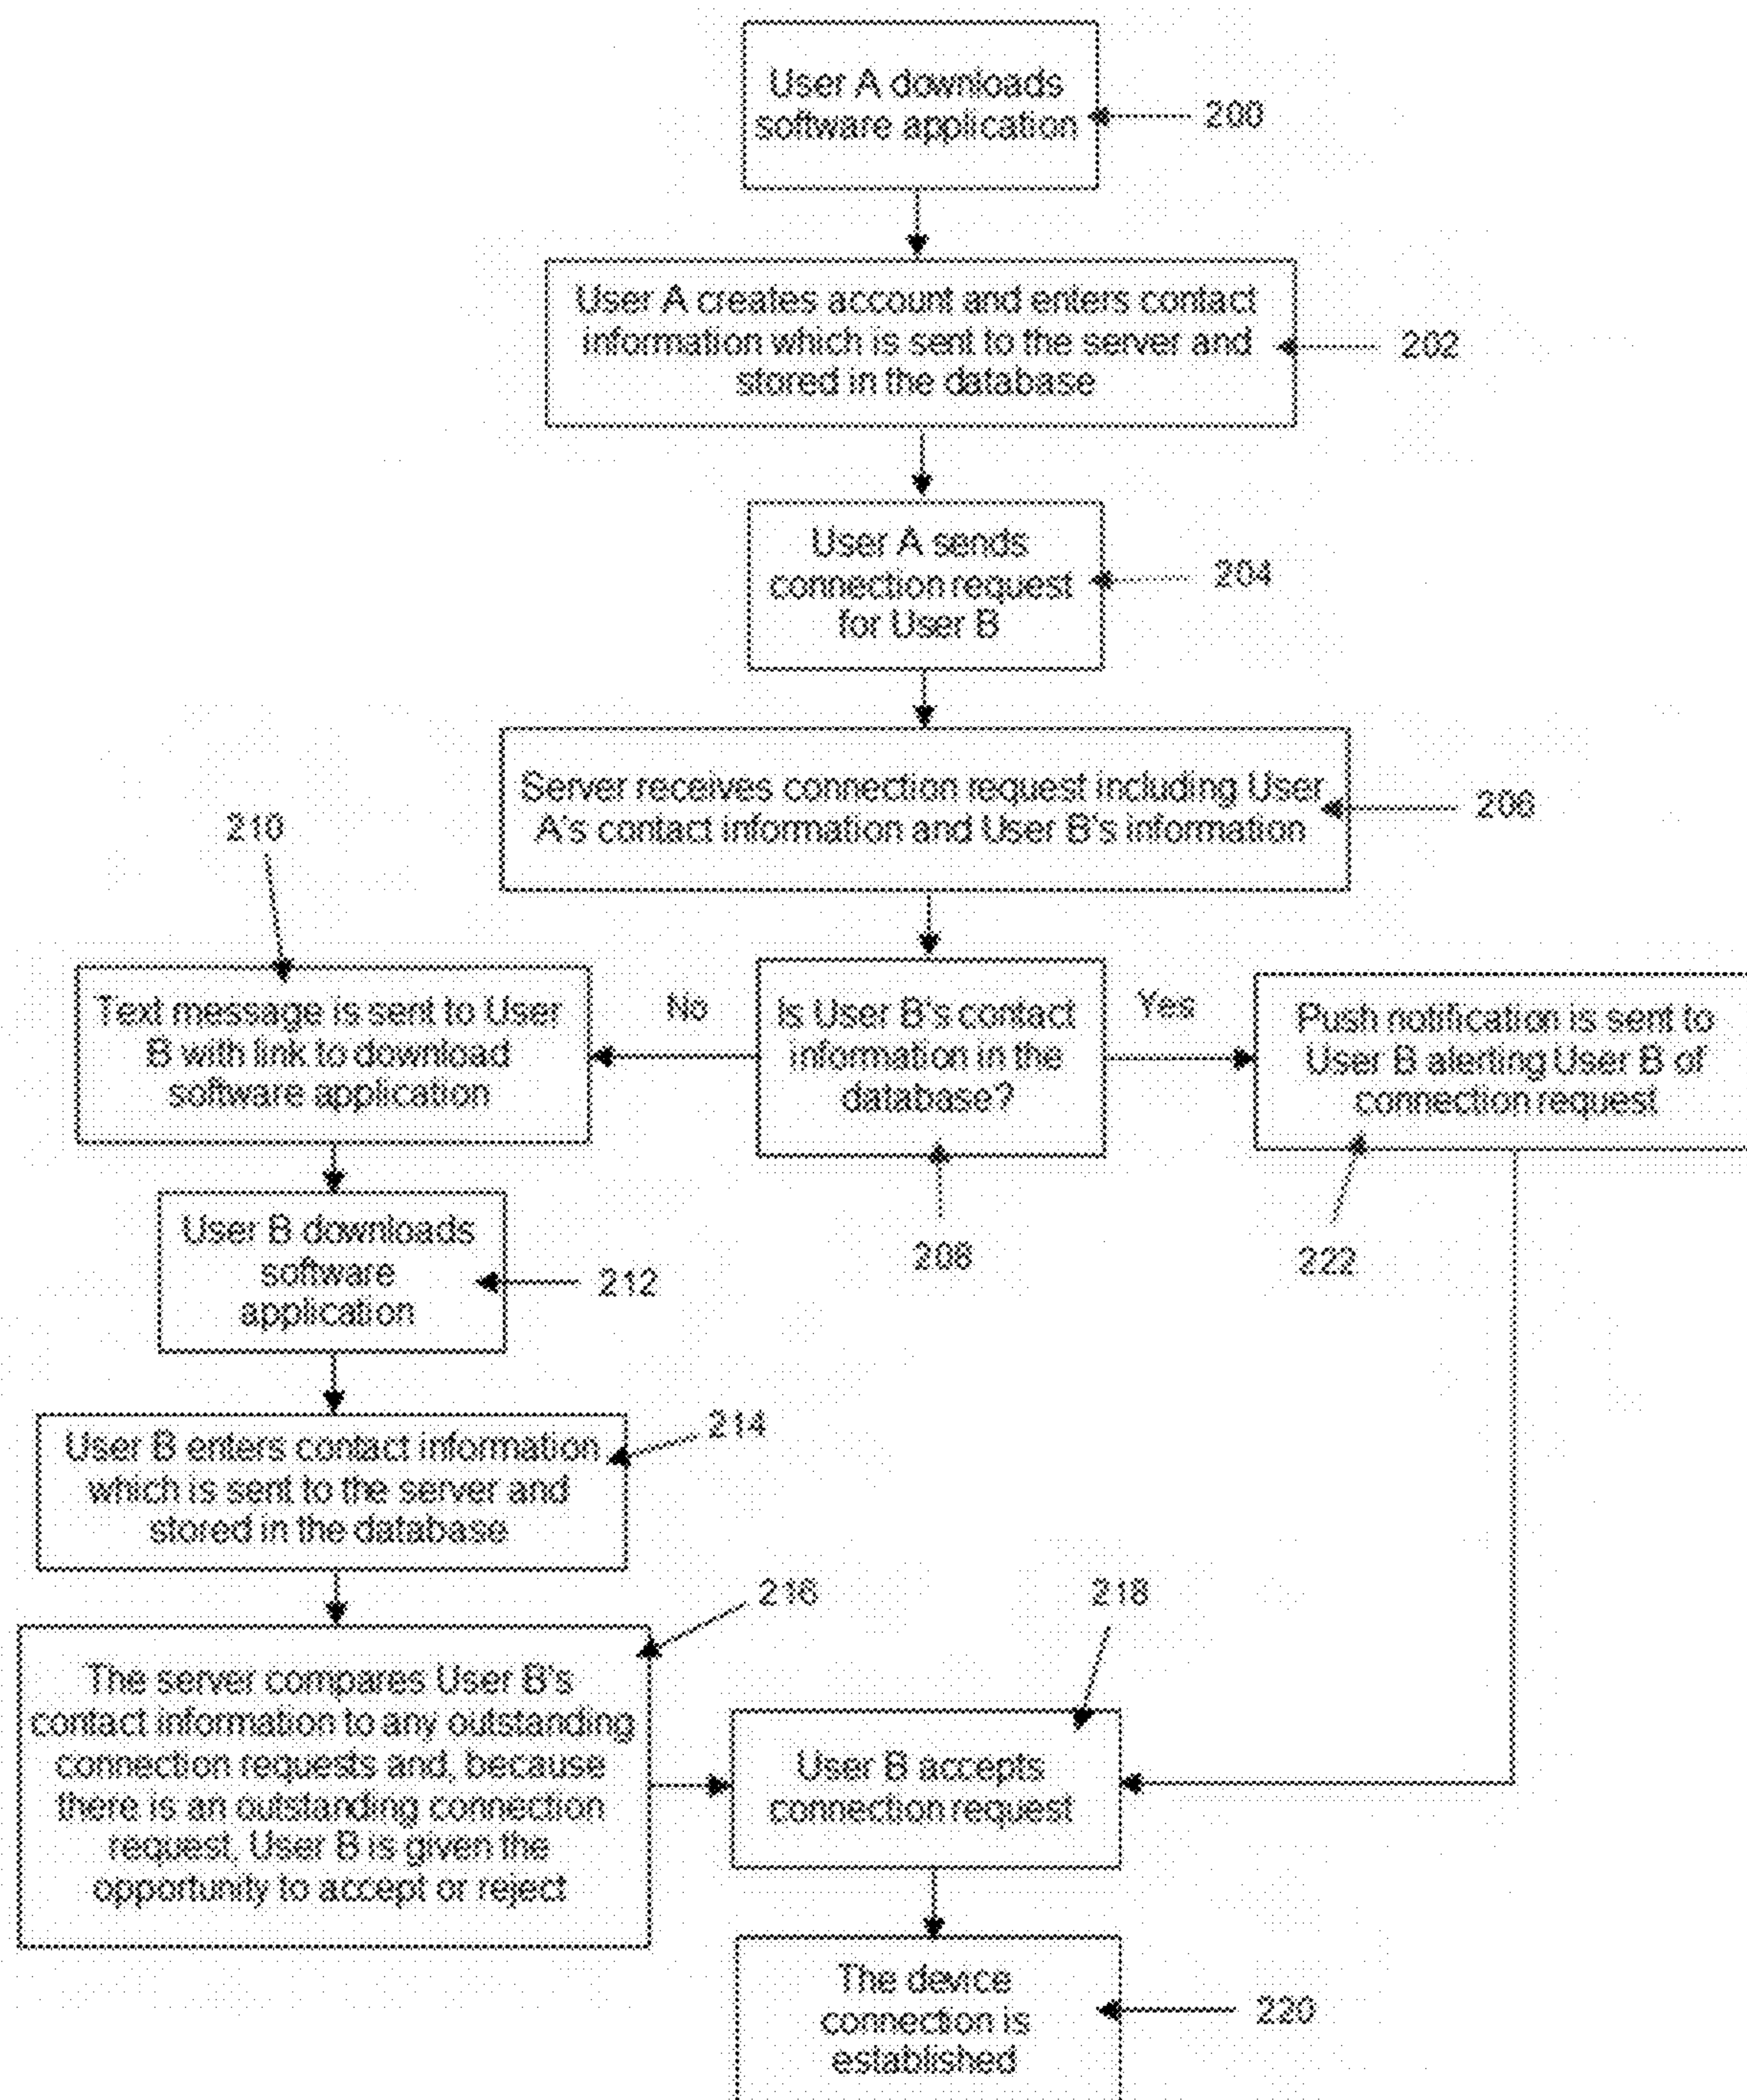 User A downloads
software application
200
User A creates account and enters contact
information which is sent to the server and
stored in the database
202
User A sends
connection request
for User B
204
Server receives connection request including User
A's contact information and User B's information
206
210
Text message is sent to User
B with link to download
software application
No
Is User B's contact
information in the
database?
Yes
Push notification is sent to
User B alerting User B of
connection request
208
222
User B downloads
software
application
212
User B enters contact information
which is sent to the server and
stored in the database
214
216
218
The server compares User B's
contact information to any outstanding
connection requests and, because
there is an outstanding connection
request, User B is given the
opportunity to accept or reject
User B accepts
connection request
The device
connection is
established
220